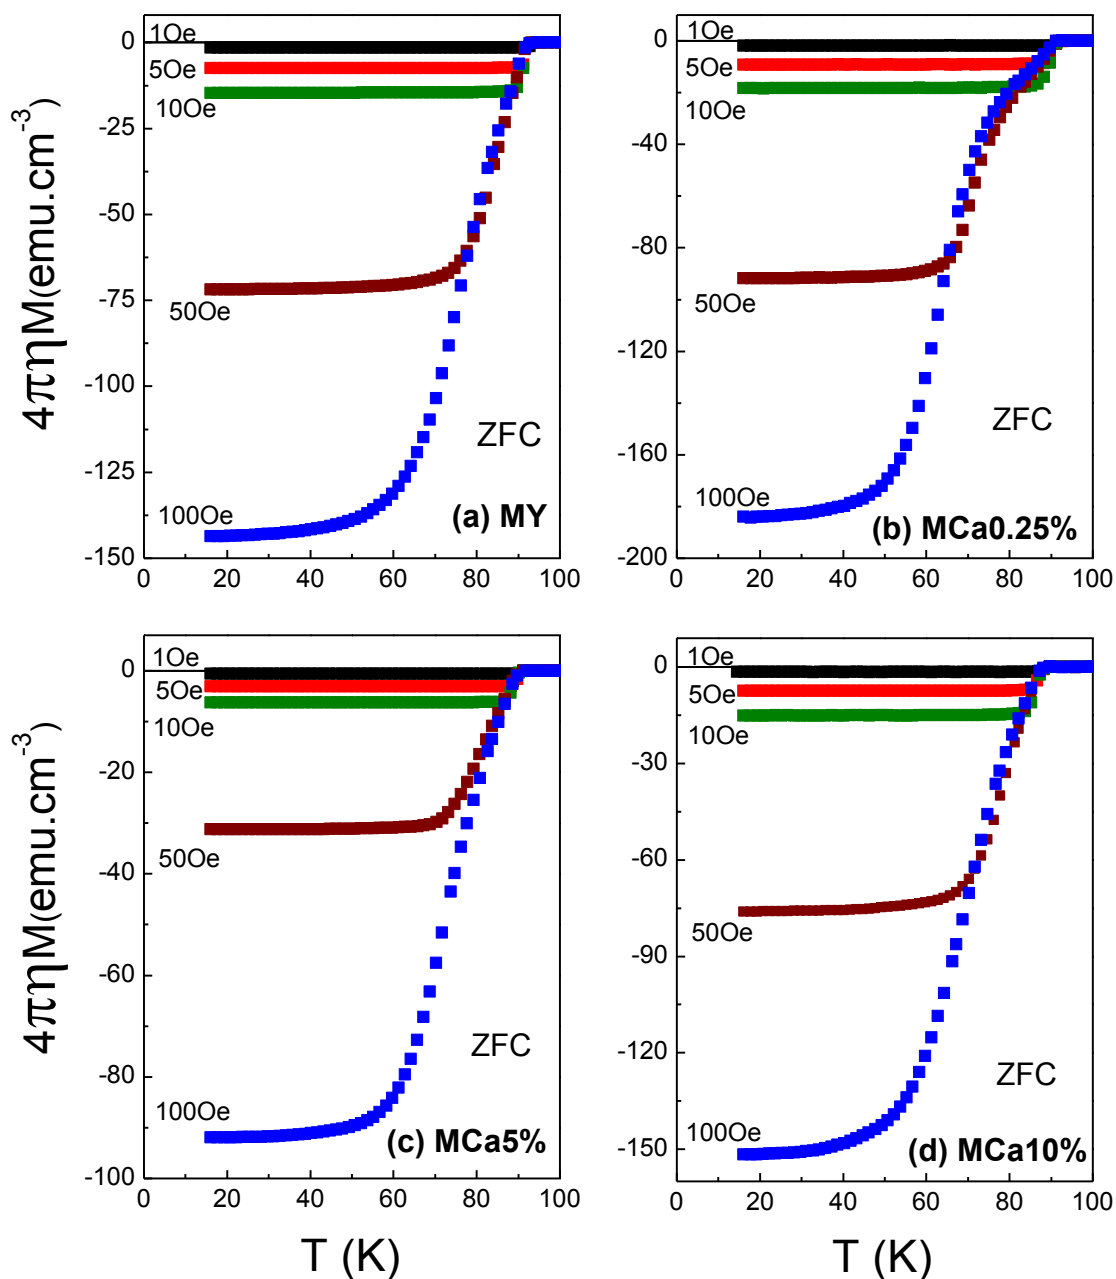 4πηM(emu.cm-3)
0
-25
-50
-75
-100
-125
-150
1Oe
5Oe
10Oe
50Oe
100Oe
ZFC
(a) MY
0 20 40 60 80 100
0
-40
-80
-120
-160
-200
1Oe
5Oe
10Oe
50Oe
100Oe
ZFC
(b) MCa0.25%
0 20 40 60 80 100
4πηM(emu.cm-3)
0
-20
-40
-60
-80
-100
1Oe
5Oe
10Oe
50Oe
100Oe
ZFC
(c) MCa5%
0 20 40 60 80 100
T (K)
0
-30
-60
-90
-120
-150
1Oe
5Oe
10Oe
50Oe
100Oe
ZFC
(d) MCa10%
0 20 40 60 80 100
T (K)